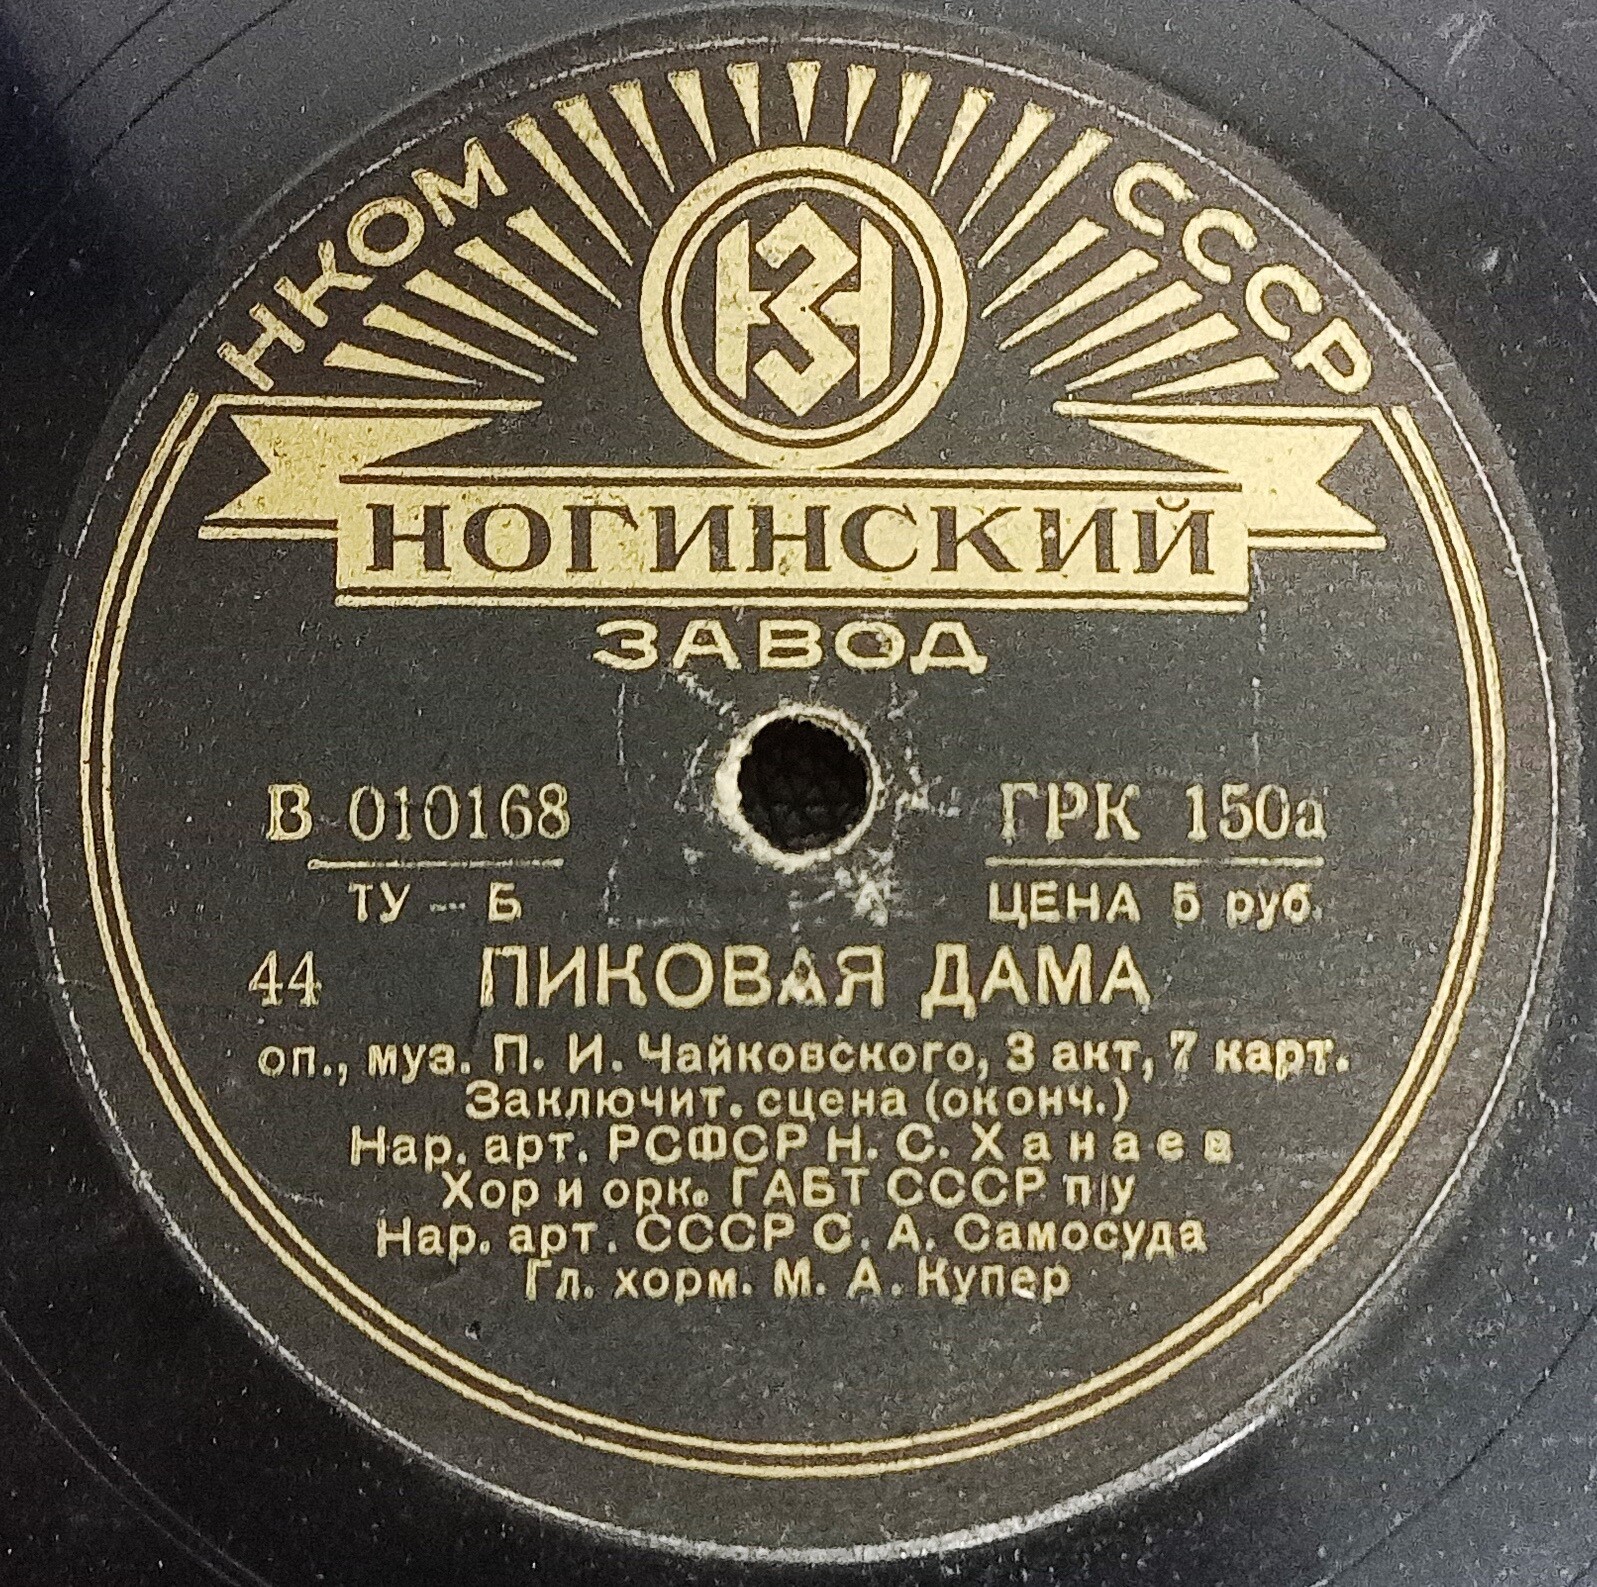 НКОМ СССР
НЗ
НОГИНСКИЙ
ЗАВОД
В 010168 ГРК 150а
ТУ - Б ЦЕНА 5 руб.
44 ПИКОВАЯ ДАМА
оп., муз. П. И. Чайковского, 3 акт, 7 карт.
Заключит. сцена (оконч.)
Нар. арт. РСФСР Н. С. Ханаев
Хор и орк. ГАБТ СССР п/у
Нар. арт. СССР С. А. Самосуда
Гл. хорм. М. А. Купер